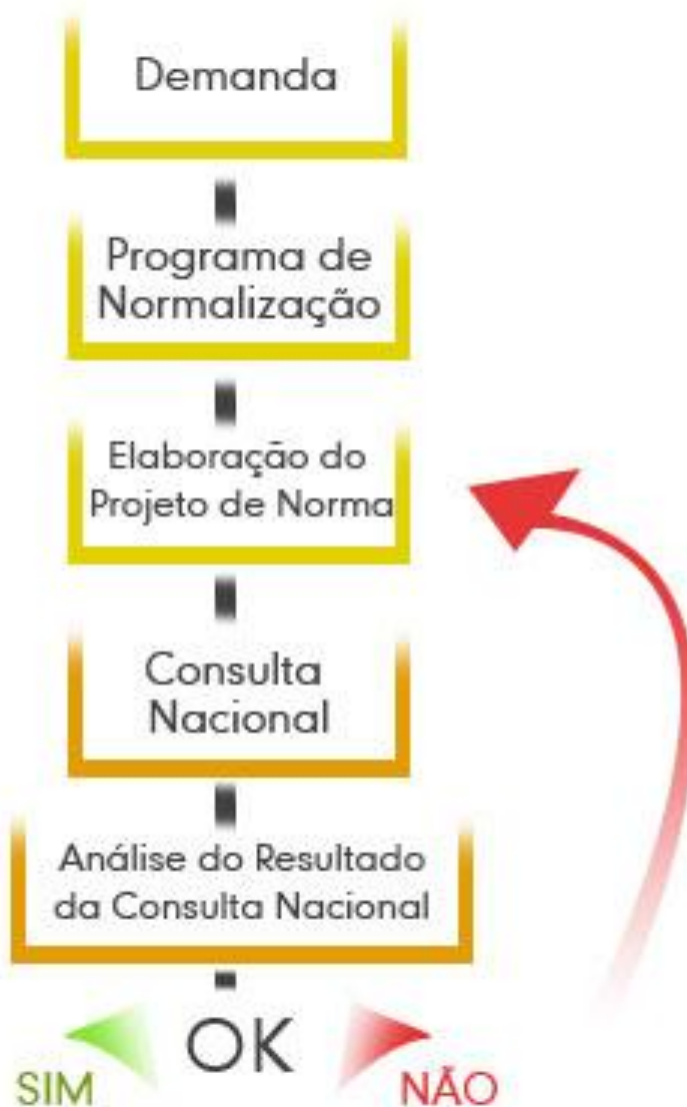 Demanda
Programa de
Normalização
Elaboração do
Projeto de Norma
Consulta
Nacional
Análise do Resultado
da Consulta Nacional
OK
SIM
NÃO